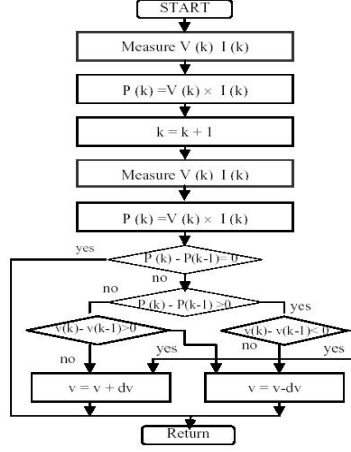 START
Measure V (k) I (k)
P (k) =V (k) × I (k)
k = k + 1
Measure V (k) I (k)
P (k) =V (k) × I (k)
yes
P (k) - P(k-1)= 0
no
no
P (k) - P(k-1) >0
yes
v(k)- v(k-1)>0
v(k)- v(k-1)< 0
no
yes
no
yes
v = v + dv
v = v-dv
Return